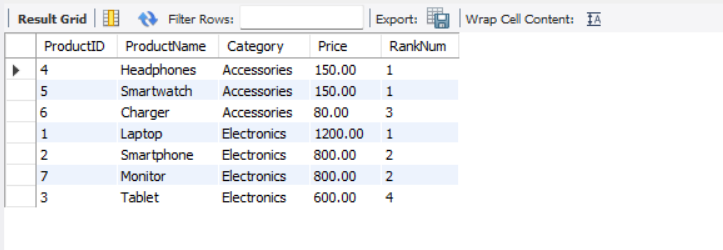 Result Grid Filter Rows: Export: Wrap Cell Content: IA
ProductID ProductName Category Price RankNum
4 Headphones Accessories 150.00 1
5 Smartwatch Accessories 150.00 1
6 Charger Accessories 80.00 3
1 Laptop Electronics 1200.00 1
2 Smartphone Electronics 800.00 2
7 Monitor Electronics 800.00 2
3 Tablet Electronics 600.00 4